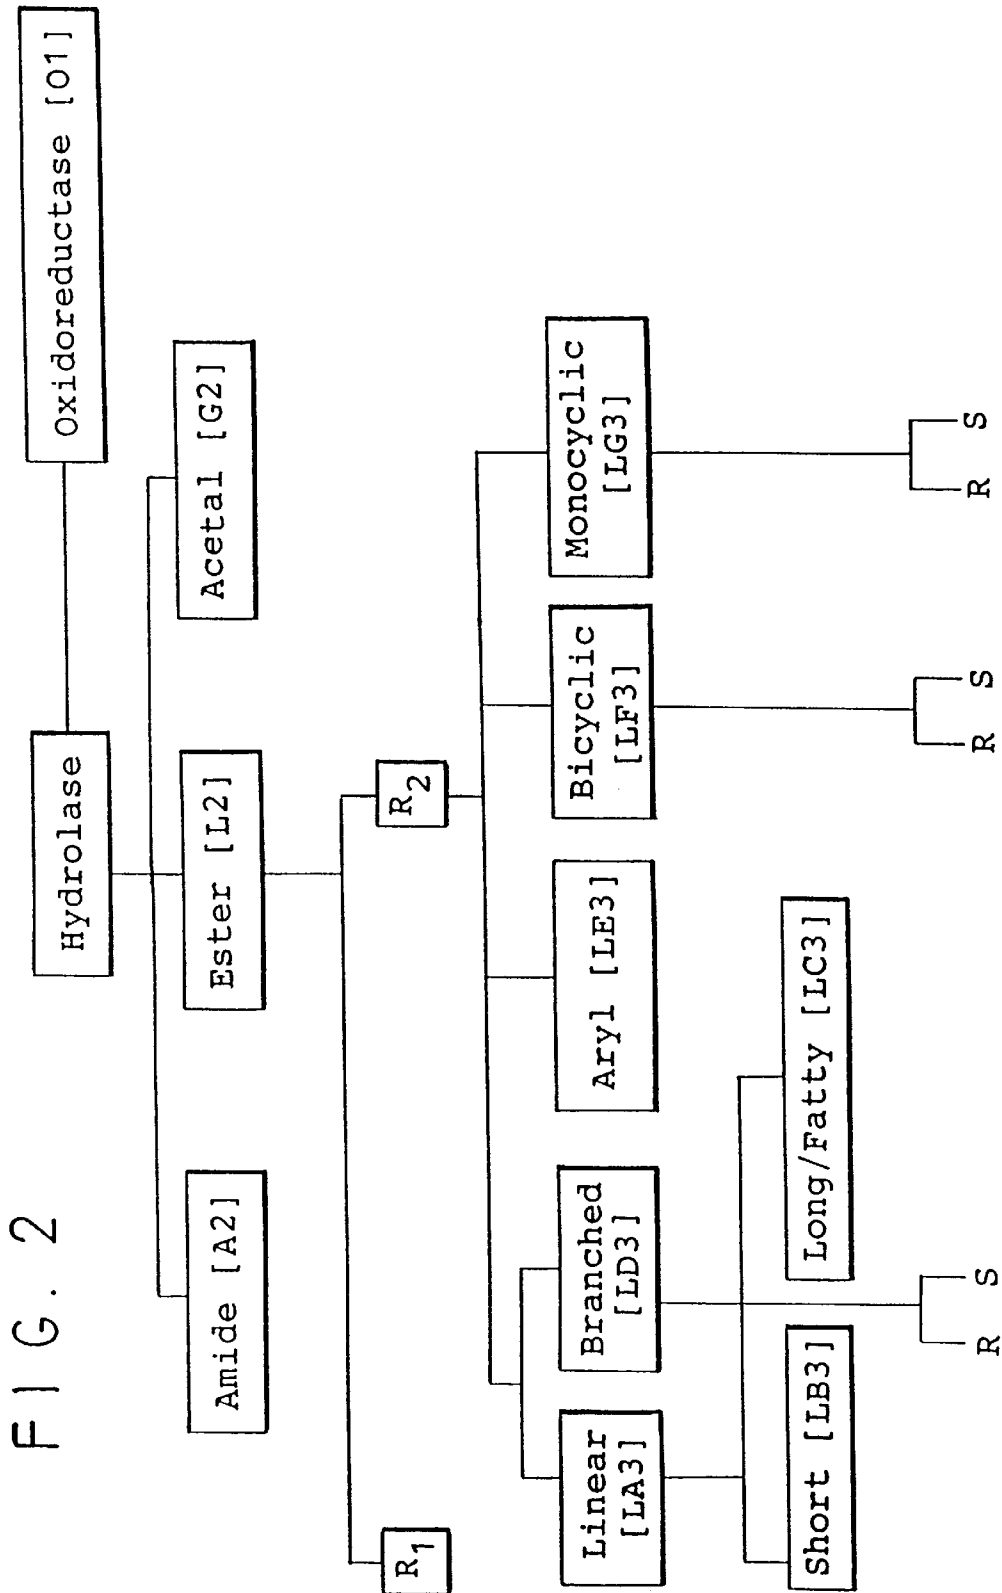 FIG. 2
Hydrolase
Oxidoreductase [O1]
Amide [A2]
Ester [L2]
Acetal [G2]
R1
R2
Linear
[LA3]
Branched
[LD3]
Aryl [LE3]
Bicyclic
[LF3]
Monocyclic
[LG3]
Short [LB3]
Long/Fatty [LC3]
R
S
R
S
R
S